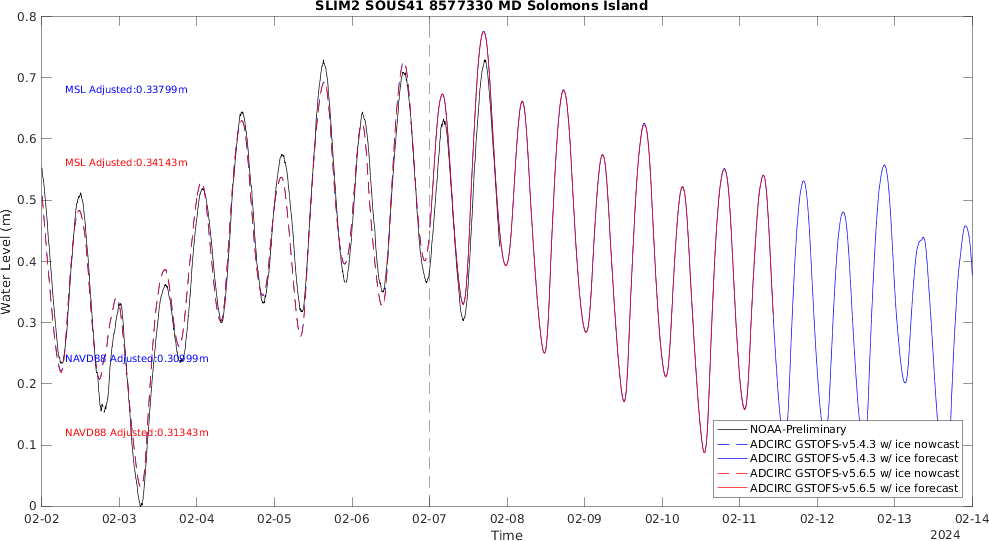 SLIM2 SOUS41 8577330 MD Solomons Island
0.8
0.7
0.6
0.5
0.4
0.3
0.2
0.1
0
Water Level (m)
MSL Adjusted:0.33799m
MSL Adjusted:0.34143m
NAVD88 Adjusted:0.30999m
NAVD88 Adjusted:0.31343m
NOAA-Preliminary
ADCIRC GSTOFS-v5.4.3 w/ ice nowcast
ADCIRC GSTOFS-v5.4.3 w/ ice forecast
ADCIRC GSTOFS-v5.6.5 w/ ice nowcast
ADCIRC GSTOFS-v5.6.5 w/ ice forecast
02-02 02-03 02-04 02-05 02-06 02-07 02-08 02-09 02-10 02-11 02-12 02-13 02-14
Time
2024